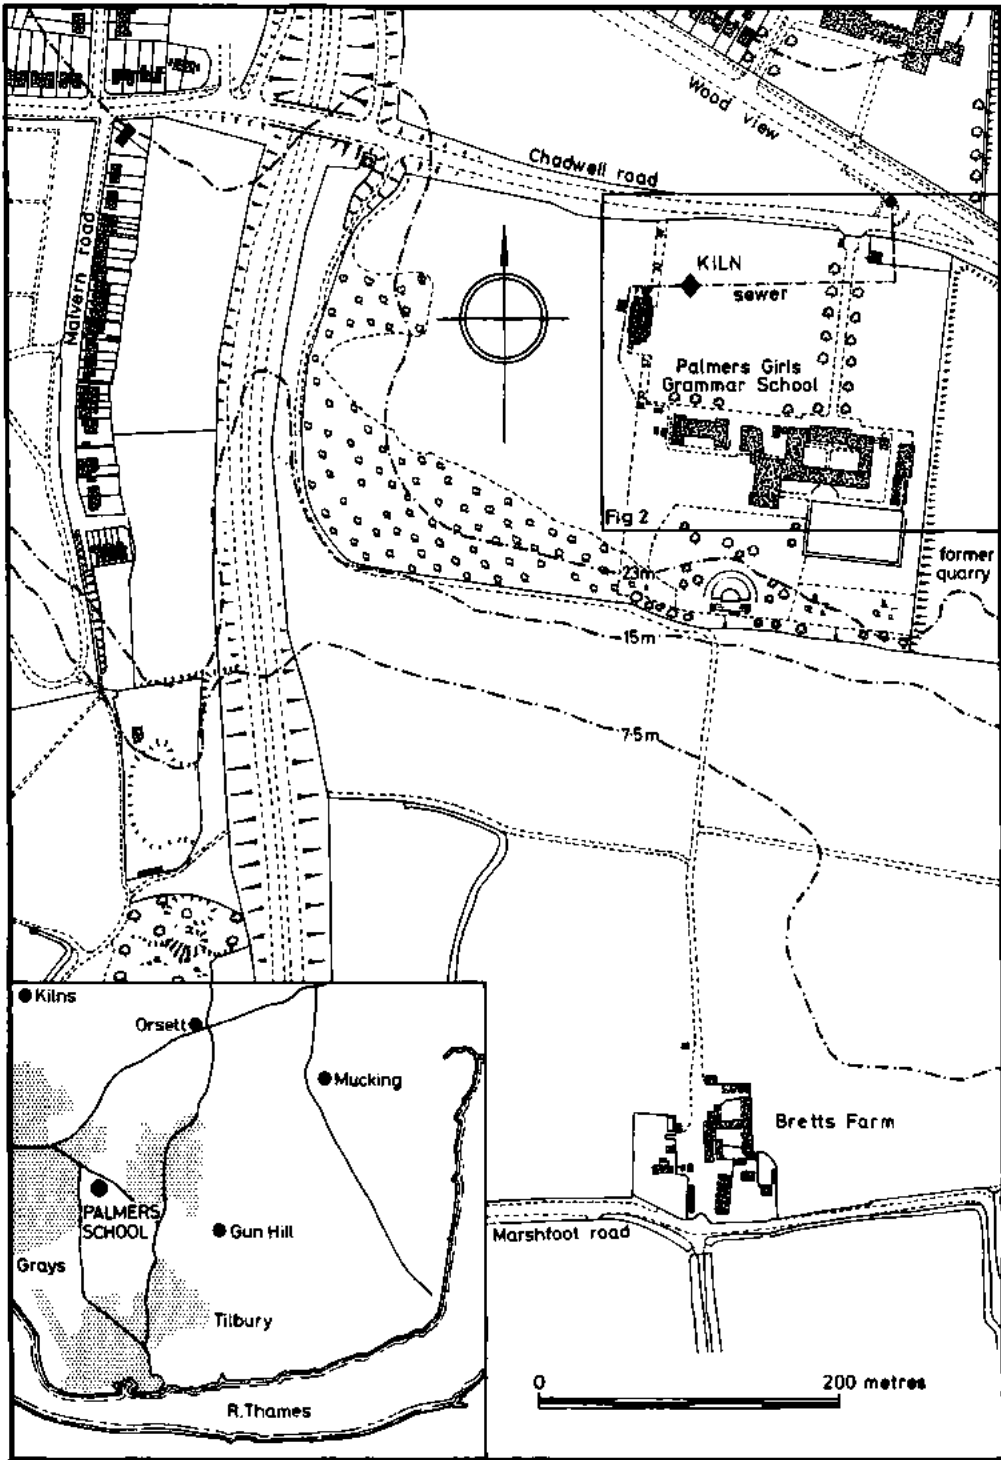 Wood view
Chadwell road
Malvern road
KILN
sewer
Palmers Girls
Grammar School
Fig 2
former
quarry
23m
15m
7·5m
Kilns
Orsett
Mucking
Bretts Farm
PALMERS
SCHOOL
Gun Hill
Marshfoot road
Grays
Tilbury
0 200 metres
R.Thames